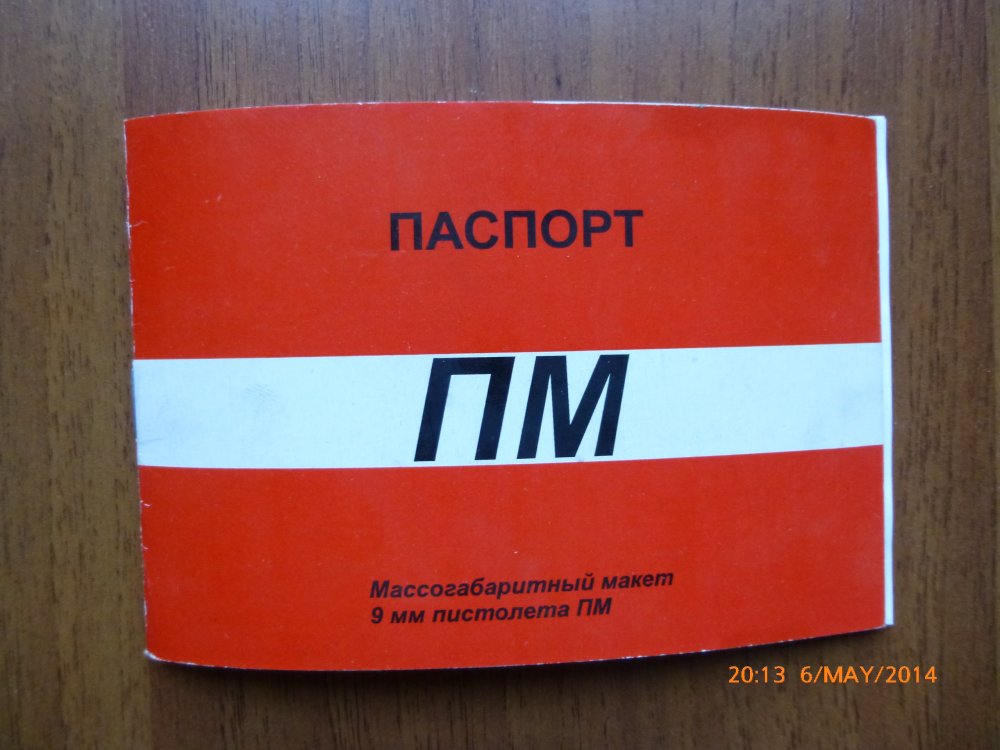 ПАСПОРТ
ПМ
Массогабаритный макет
9 мм пистолета ПМ
20:13 6/MAY/2014